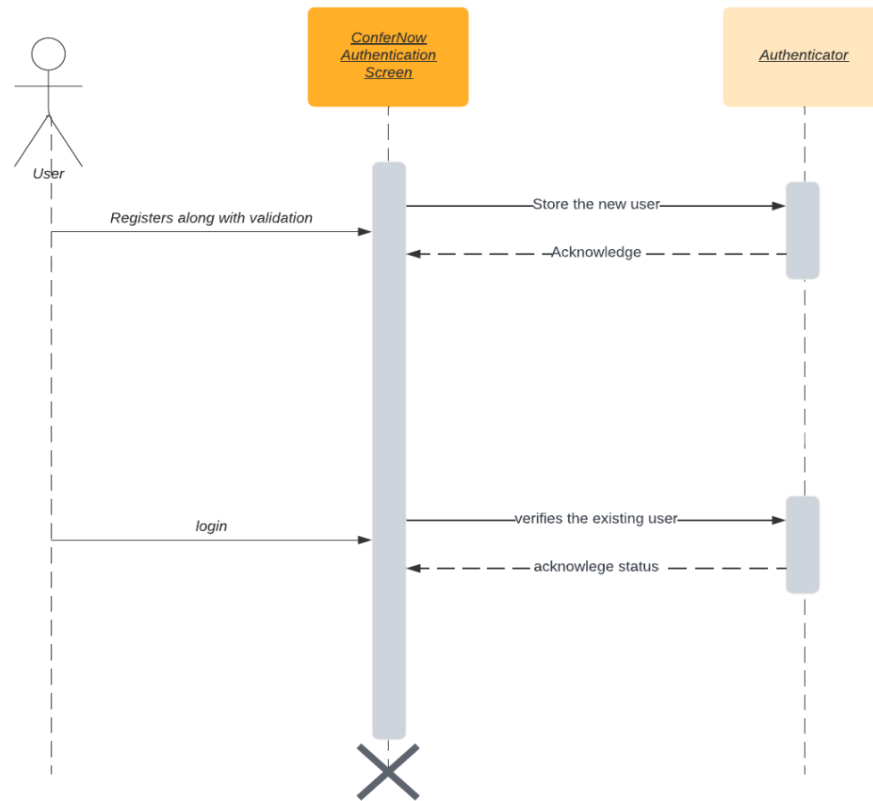 ConferNow
Authentication
Screen
Authenticator
User
Registers along with validation
Store the new user
Acknowledge
login
verifies the existing user
acknowlege status